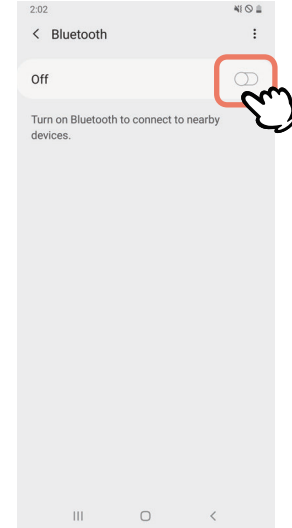 2:02
Bluetooth
Off
Turn on Bluetooth to connect to nearby
devices.